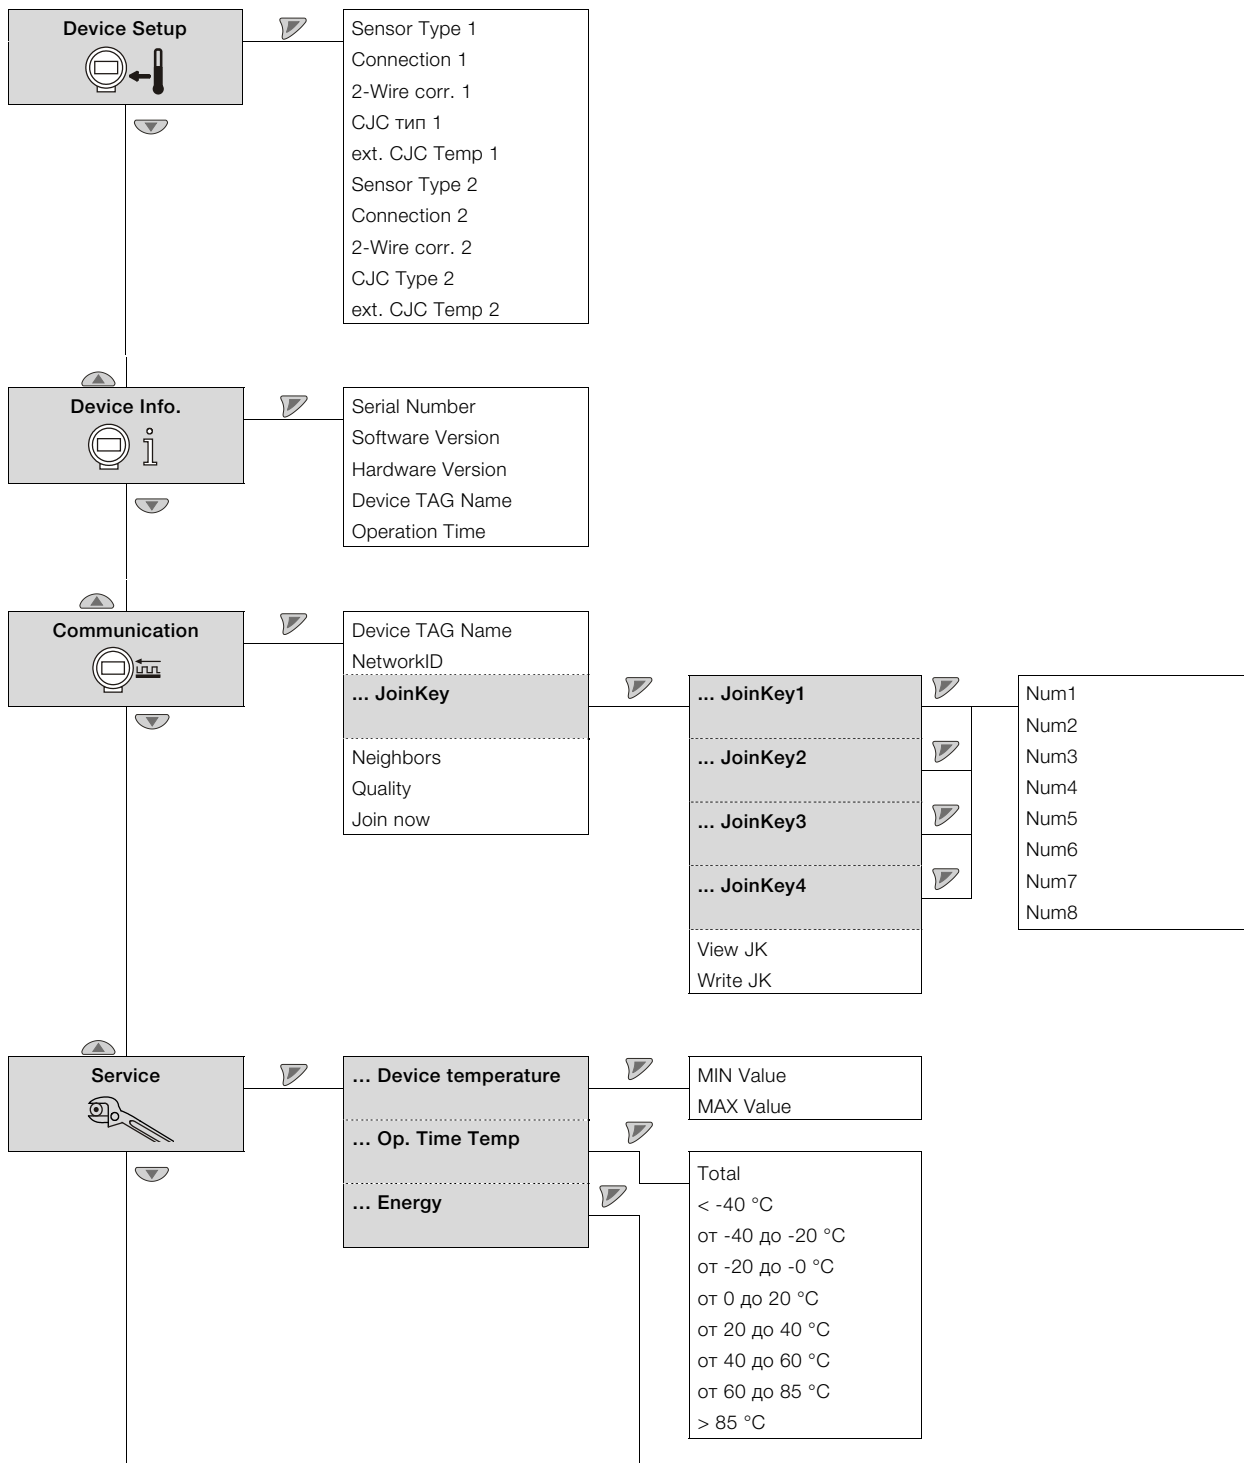 Device Setup
Sensor Type 1
Connection 1
2-Wire corr. 1
CJC тип 1
ext. CJC Temp 1
Sensor Type 2
Connection 2
2-Wire corr. 2
CJC Type 2
ext. CJC Temp 2
Device Info.
Serial Number
Software Version
Hardware Version
Device TAG Name
Operation Time
Communication
Device TAG Name
NetworkID
... JoinKey
Neighbors
Quality
Join now
... JoinKey1
... JoinKey2
... JoinKey3
... JoinKey4
View JK
Write JK
Num1
Num2
Num3
Num4
Num5
Num6
Num7
Num8
Service
... Device temperature
... Op. Time Temp
... Energy
MIN Value
MAX Value
Total
< -40 °C
от -40 до -20 °C
от -20 до -0 °C
от 0 до 20 °C
от 20 до 40 °C
от 40 до 60 °C
от 60 до 85 °C
> 85 °C